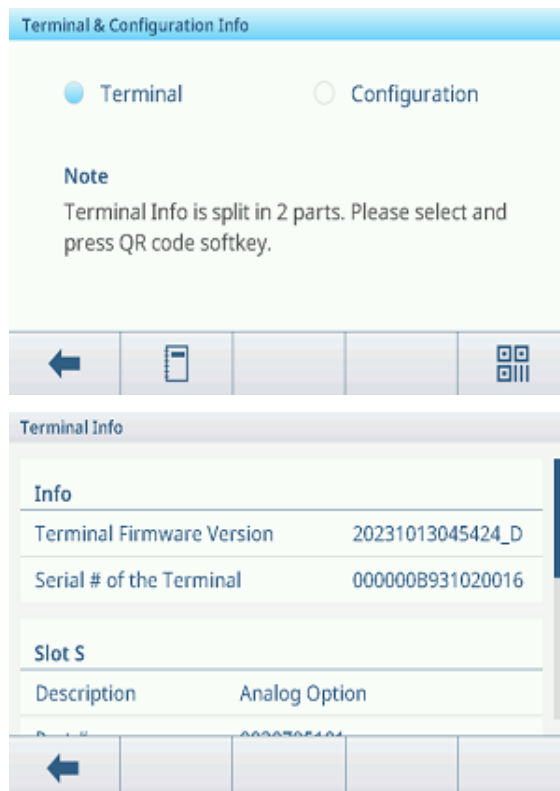 Terminal & Configuration Info
Terminal
Configuration
Note
Terminal Info is split in 2 parts. Please select and
press QR code softkey.
Terminal Info
Info
Terminal Firmware Version 20231013045424_D
Serial # of the Terminal 000000B931020016
Slot S
Description Analog Option